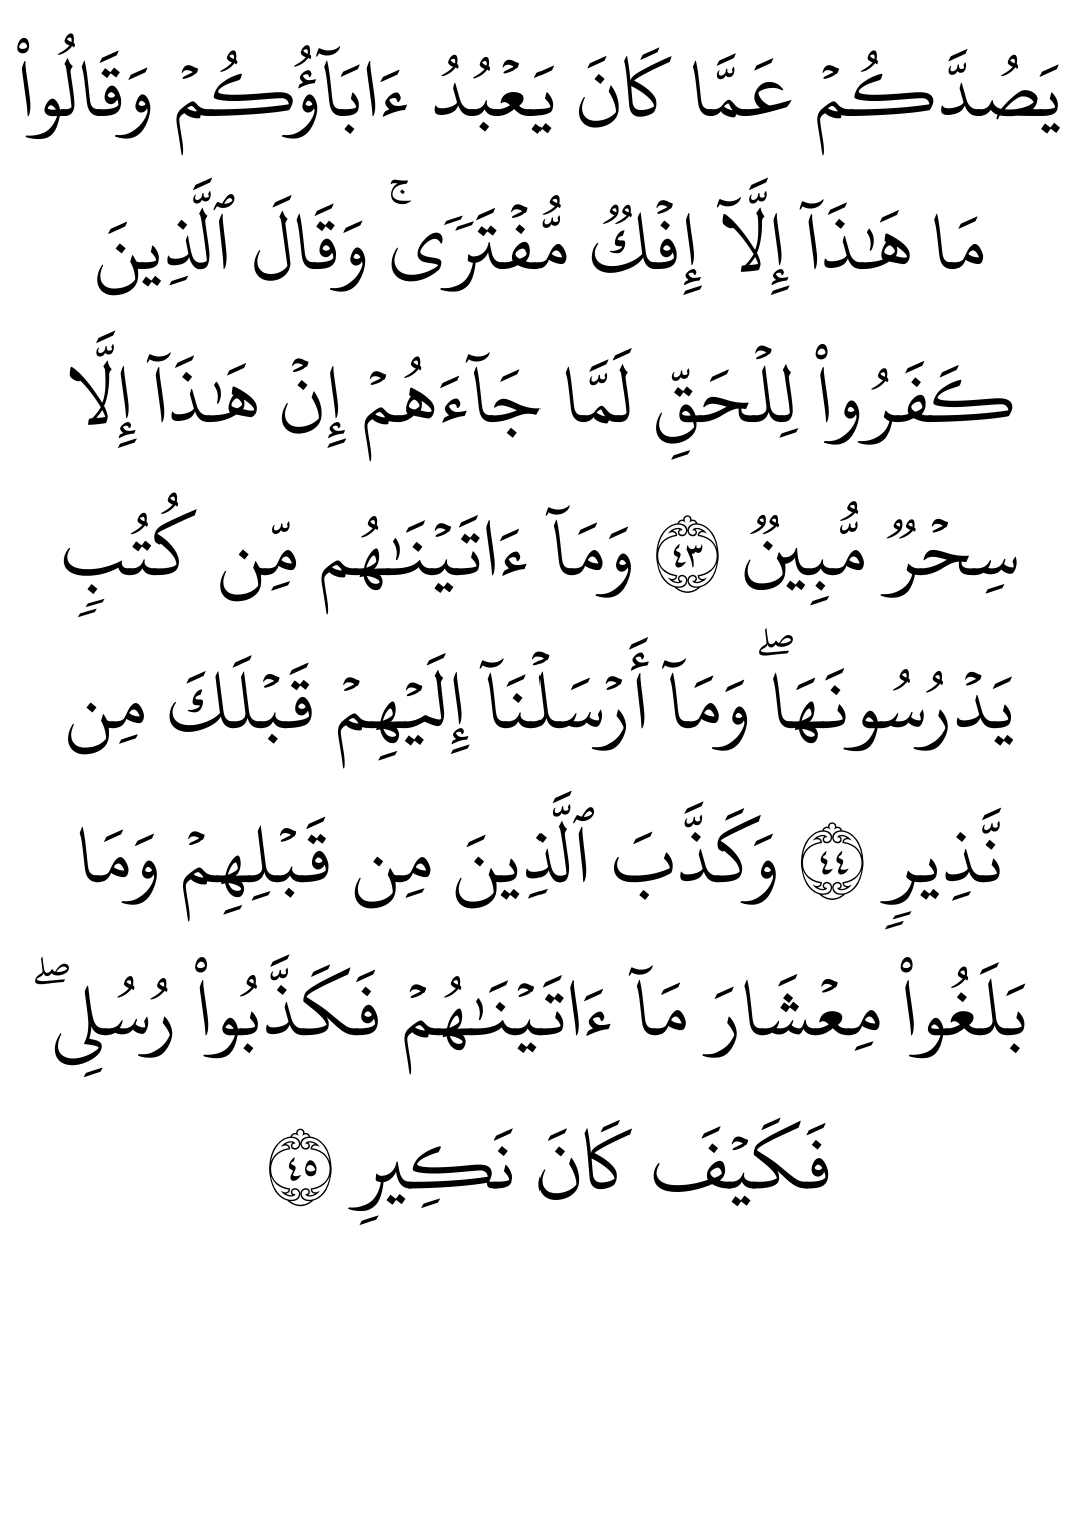 يَصُدَّكُمۡ عَمَّا كَانَ يَعۡبُدُ ءَابَآؤُكُمۡ وَقَالُواْ
مَا هَـٰذَآ إِلَّآ إِفۡكٌ مُّفۡتَرًىۚ وَقَالَ ٱلَّذِينَ
كَفَرُواْ لِلۡحَقِّ لَمَّا جَآءَهُمۡ إِنۡ هَـٰذَآ إِلَّا
سِحۡرٌ مُّبِينٌ ٤٣ وَمَآ ءَاتَيۡنَـٰهُم مِّن كُتُبٍ
يَدۡرُسُونَهَاۖ وَمَآ أَرۡسَلۡنَآ إِلَيۡهِمۡ قَبۡلَكَ مِن
نَّذِيرٍ ٤٤ وَكَذَّبَ ٱلَّذِينَ مِن قَبۡلِهِمۡ وَمَا
بَلَغُواْ مِعۡشَارَ مَآ ءَاتَيۡنَـٰهُمۡ فَكَذَّبُواْ رُسُلِيۖ
فَكَيۡفَ كَانَ نَكِيرِ ٤٥